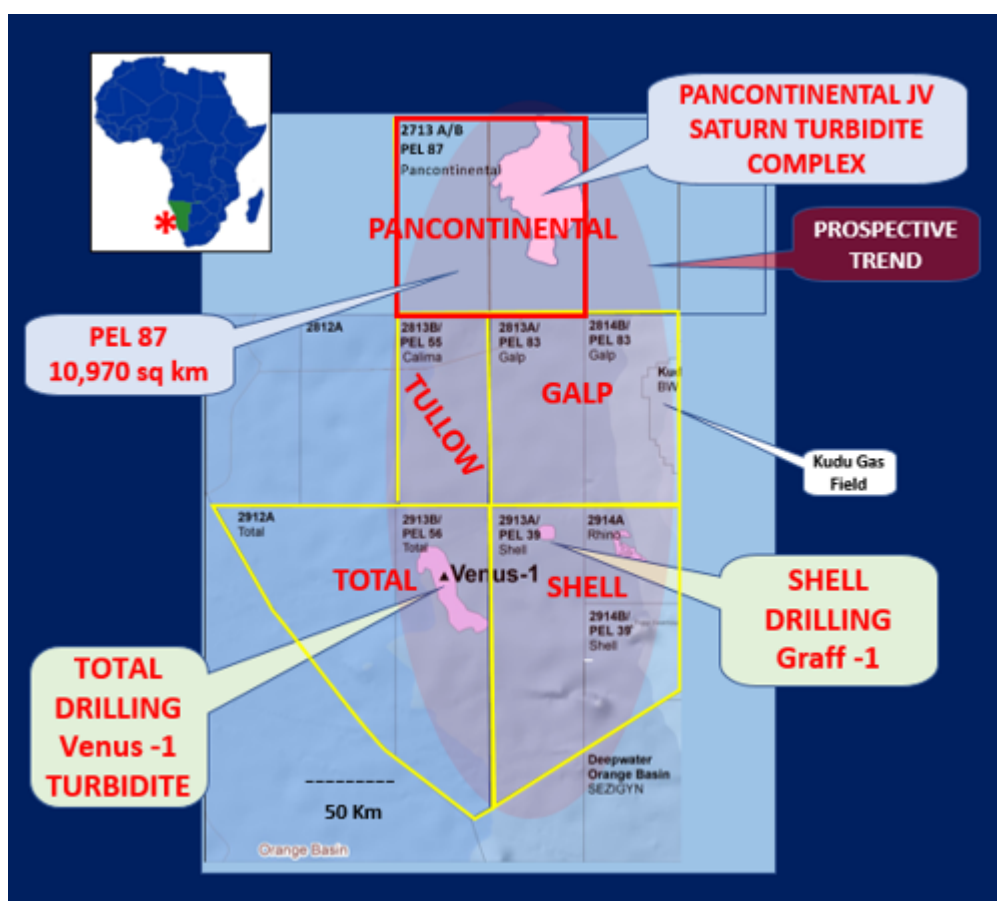 PANCONTINENTAL JV
SATURN TURBIDITE
COMPLEX
2713 A/B
PEL 87
Pancontinental
PANCONTINENTAL
PROSPECTIVE
TREND
PEL 87
10,970 sq km
2812A
2813B/
PEL 55
Calima
2813A/
PEL 83
Galp
2814B/
PEL 83
Galp
TULLOW
GALP
Kud
BW
Kudu Gas
Field
2912A
Total
2913B/
PEL 56
Total
2913A/
PEL 39
Shell
2914A
Rhino
TOTAL
Venus-1
SHELL
2914B/
PEL 39
Shell
SHELL
DRILLING
Graff -1
TOTAL
DRILLING
Venus -1
TURBIDITE
Deepwater
Orange Basin
SEZIGYN
50 Km
Orange Basin